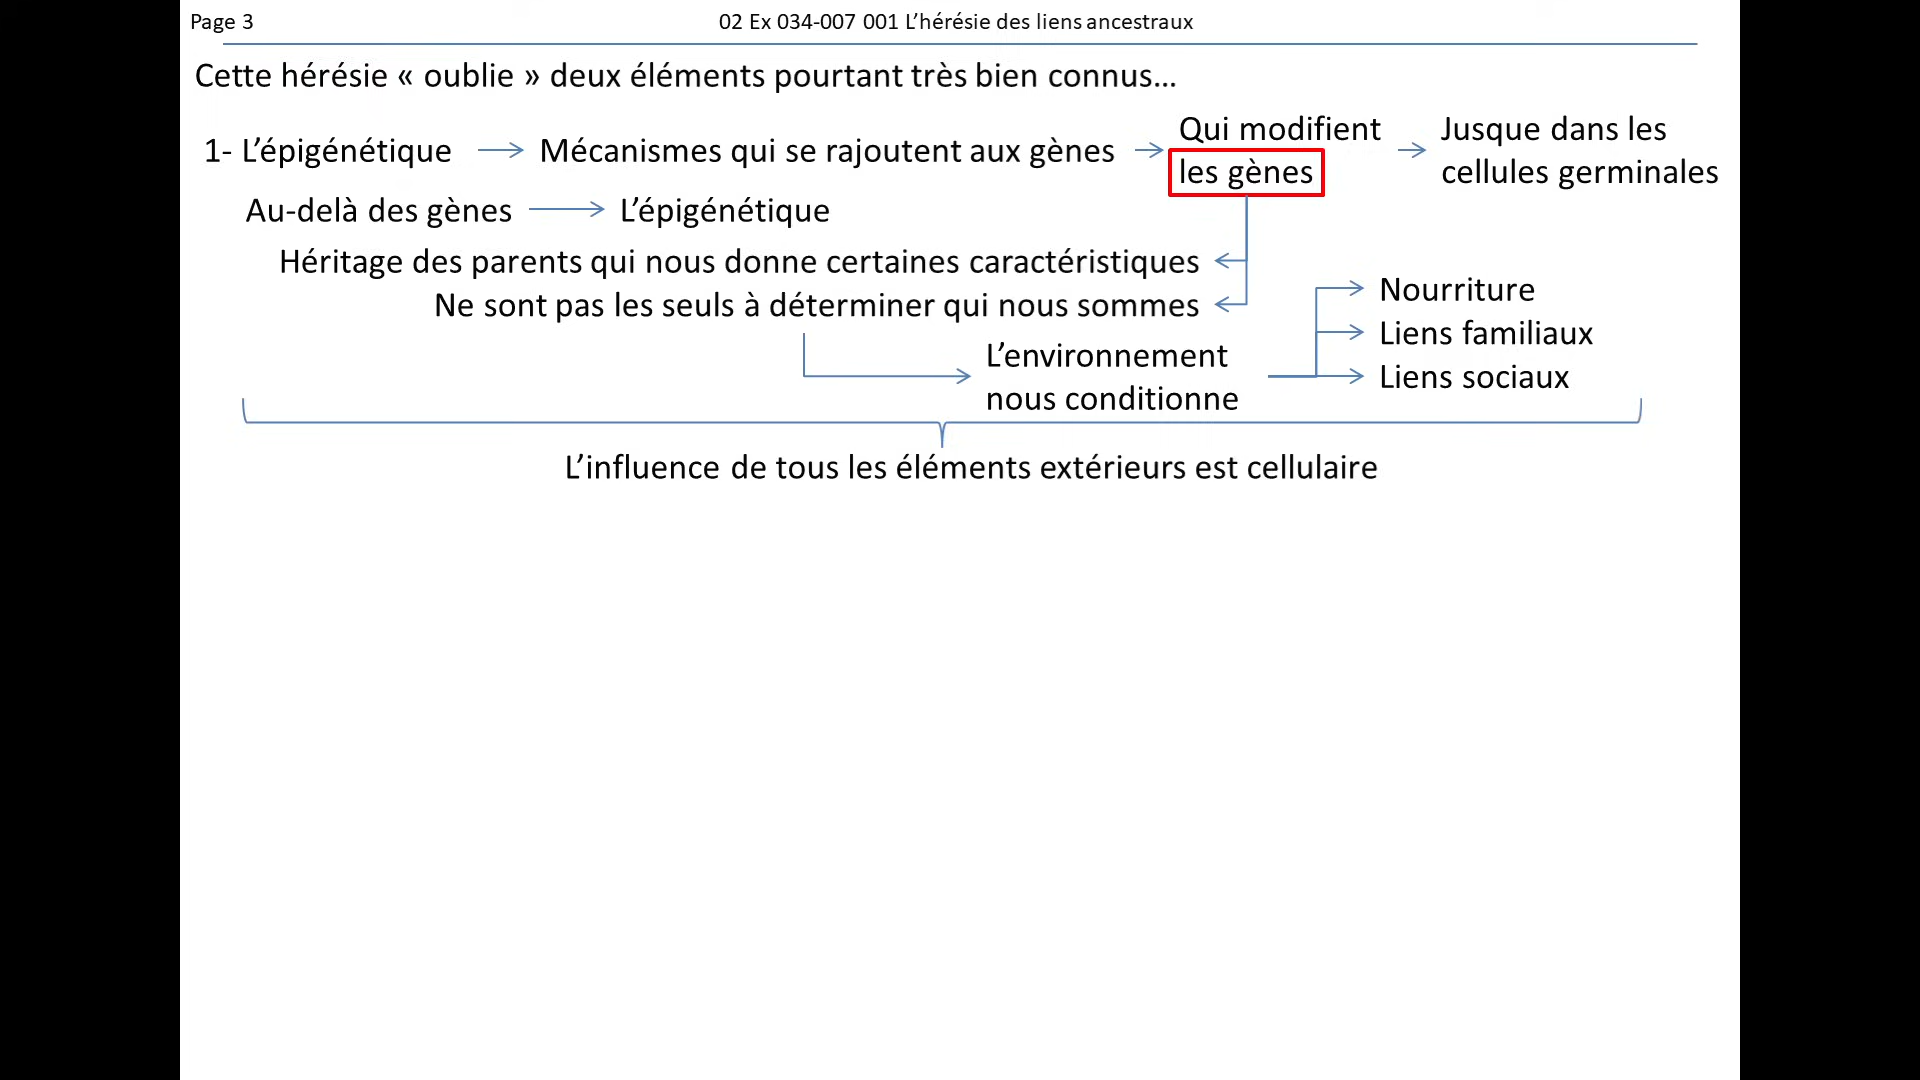 Page 3
02 Ex 034-007 001 L’hérésie des liens ancestraux
Cette hérésie « oublie » deux éléments pourtant très bien connus…
1- L’épigénétique
Mécanismes qui se rajoutent aux gènes
Qui modifient
les gènes
Jusque dans les
cellules germinales
Au-delà des gènes
L’épigénétique
Héritage des parents qui nous donne certaines caractéristiques
Ne sont pas les seuls à déterminer qui nous sommes
L’environnement
nous conditionne
Nourriture
Liens familiaux
Liens sociaux
L’influence de tous les éléments extérieurs est cellulaire